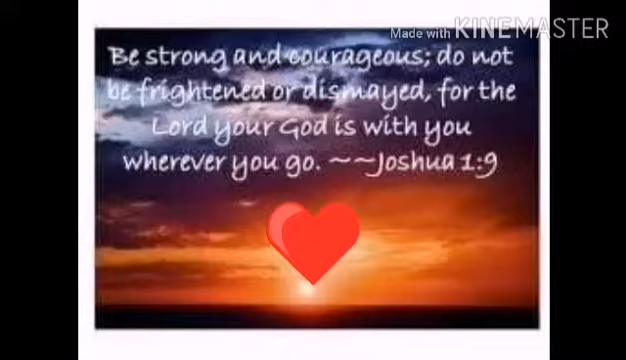 Made with KINEMASTER
Be strong and courageous; do not
be frightened or dismayed, for the
Lord your God is with you
wherever you go. ~~Joshua 1:9